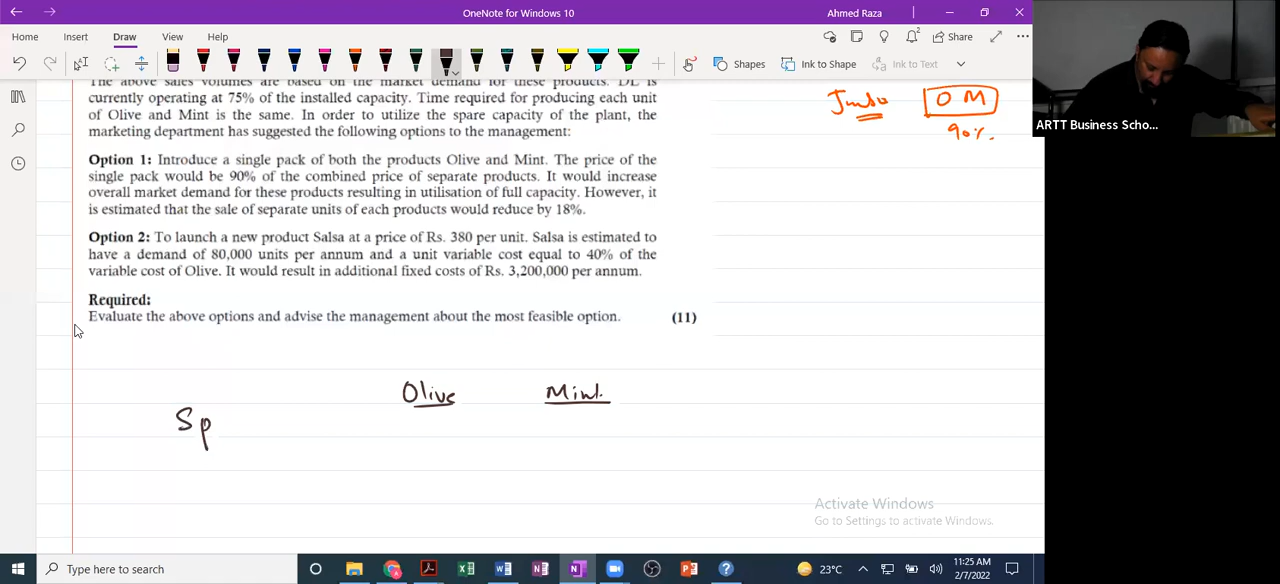 OneNote for Windows 10
Ahmed Raza
Home Insert Draw View Help
Share
Shapes Ink to Shape Ink to Text
ARTT Business Scho...
The above sales volumes are based on the market demand for these products. DL is
currently operating at 75% of the installed capacity. Time required for producing each unit
of Olive and Mint is the same. In order to utilize the spare capacity of the plant, the
marketing department has suggested the following options to the management:
Option 1: Introduce a single pack of both the products Olive and Mint. The price of the
single pack would be 90% of the combined price of separate products. It would increase
overall market demand for these products resulting in utilisation of full capacity. However, it
is estimated that the sale of separate units of each products would reduce by 18%.
Option 2: To launch a new product Salsa at a price of Rs. 380 per unit. Salsa is estimated to
have a demand of 80,000 units per annum and a unit variable cost equal to 40% of the
variable cost of Olive. It would result in additional fixed costs of Rs. 3,200,000 per annum.
Required:
Evaluate the above options and advise the management about the most feasible option. (11)
O M
90%.
Olive Mint.
Sp
Activate Windows
Go to Settings to activate Windows.
Type here to search
23°C
11:25 AM
2/7/2022